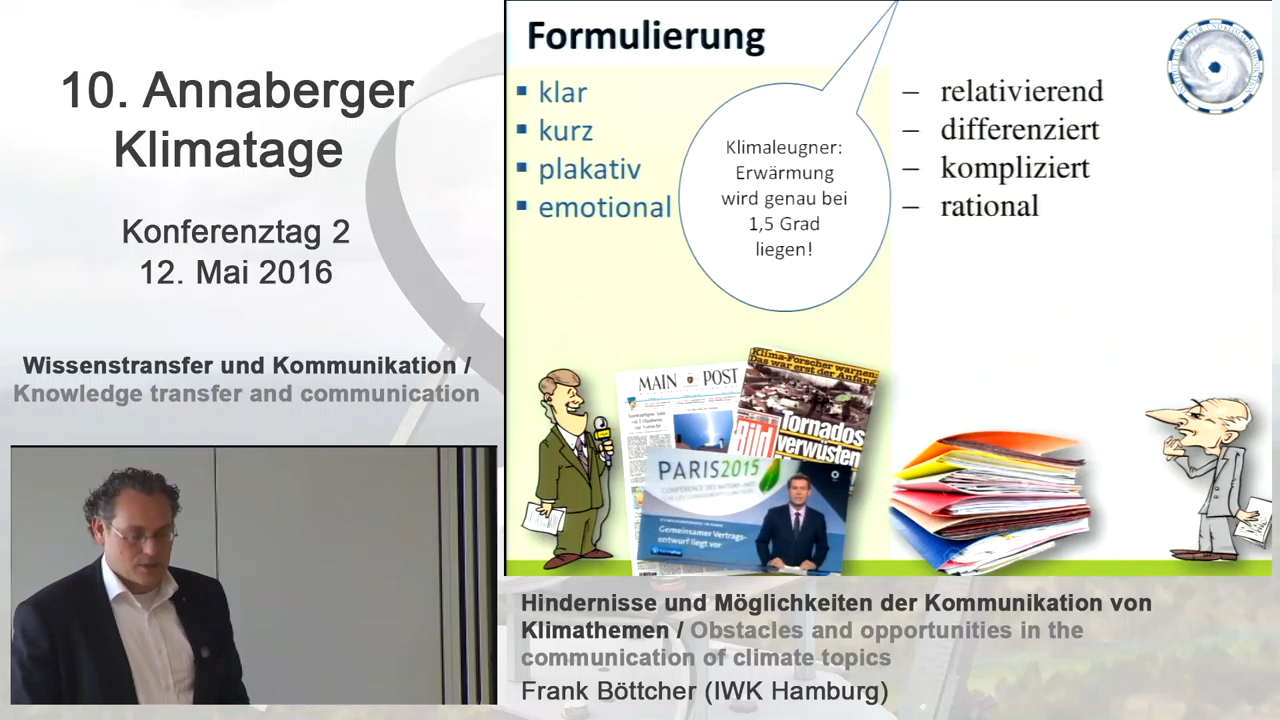 10. Annaberger
Klimatage
Konferenztag 2
12. Mai 2016
Wissenstransfer und Kommunikation /
Knowledge transfer and communication
Formulierung
▪ klar
▪ kurz
▪ plakativ
▪ emotional
Klimaleugner:
Erwärmung
wird genau bei
1,5 Grad
liegen!
– relativierend
– differenziert
– kompliziert
– rational
MAIN POST
Klima-Forscher warnen:
Das war erst der Anfang
Tornados
verwüsten
Bild
PARIS2015
Gemeinsamer Vertrags-
entwurf liegt vor
Hindernisse und Möglichkeiten der Kommunikation von
Klimathemen / Obstacles and opportunities in the
communication of climate topics
Frank Böttcher (IWK Hamburg)